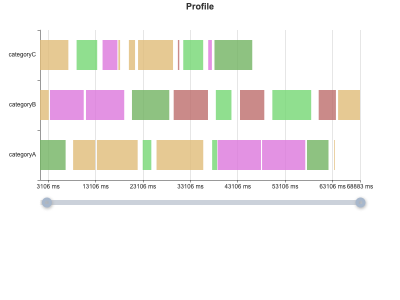 Profile
categoryC
categoryB
categoryA
3106 ms 13106 ms 23106 ms 33106 ms 43106 ms 53106 ms 63106 ms 68883 ms